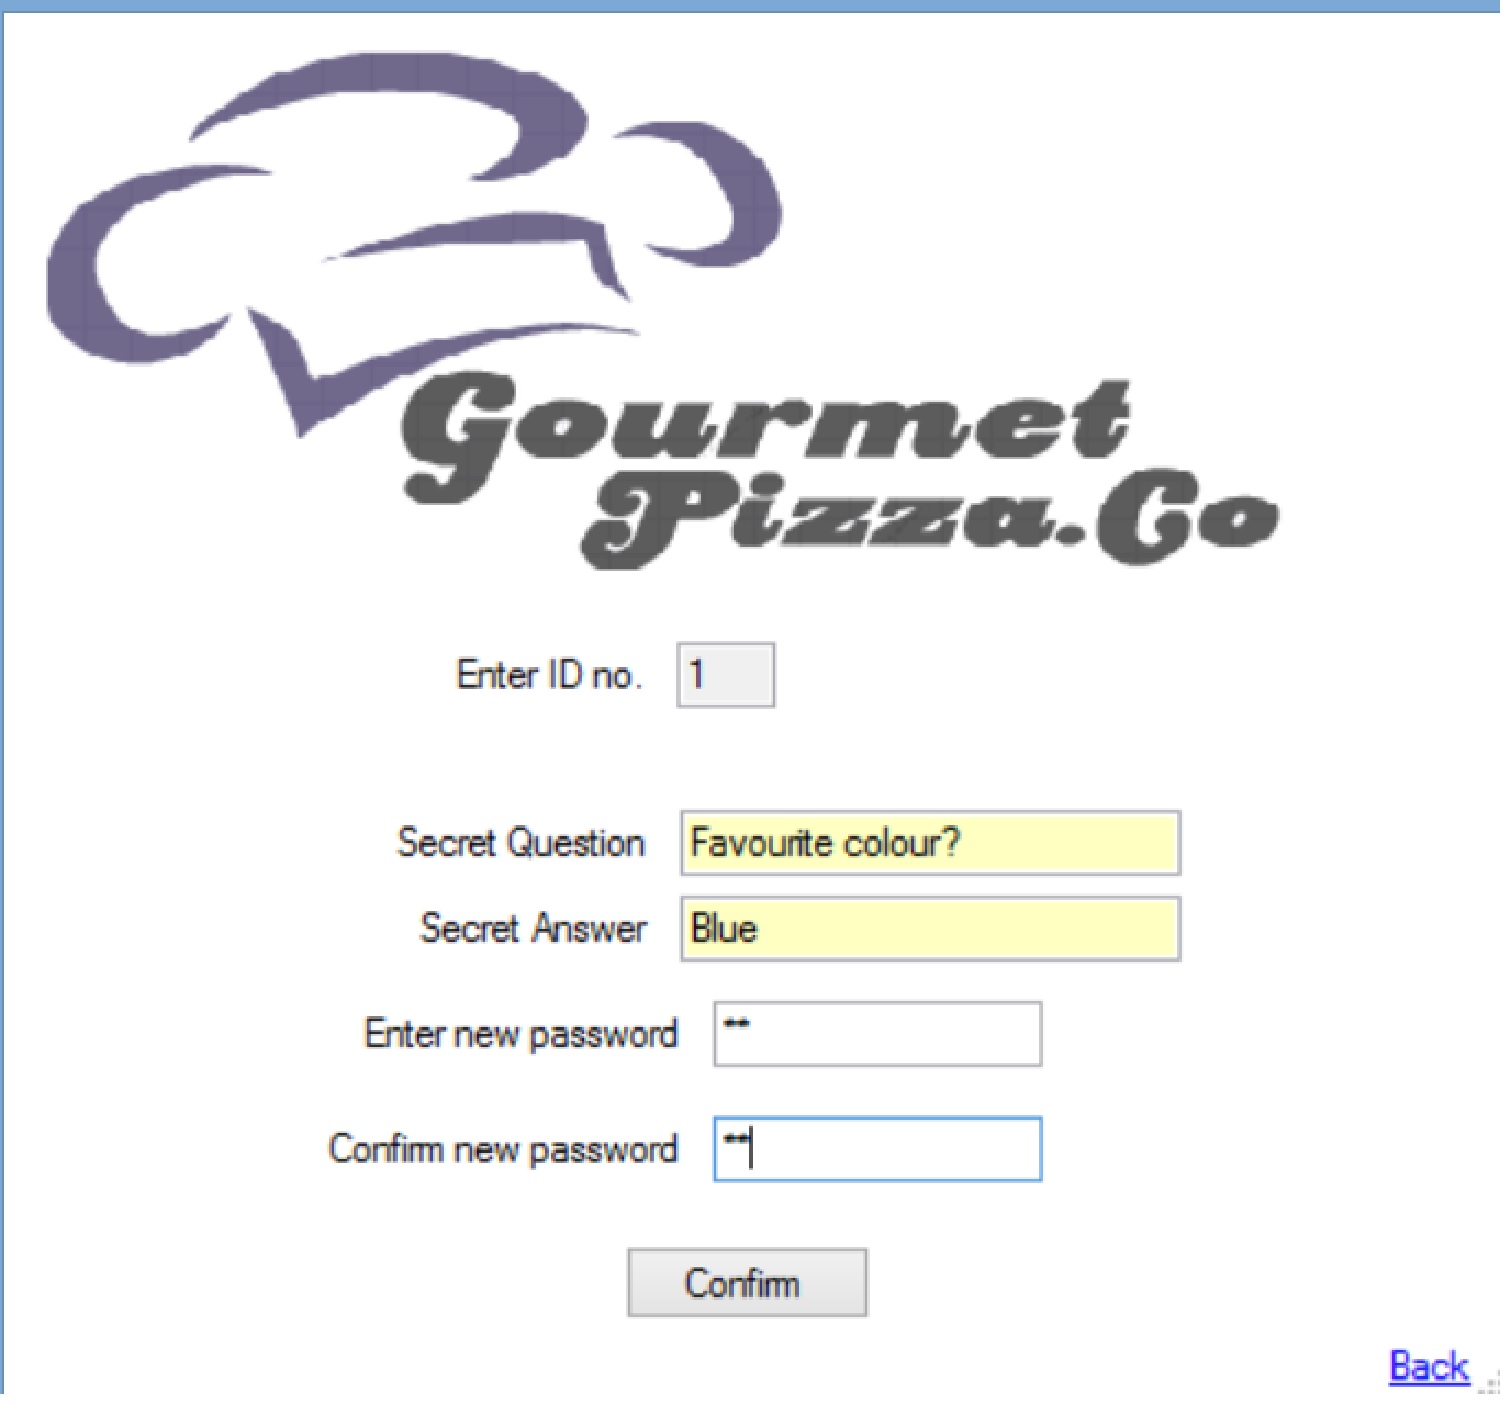 Gourmet
Pizza.Co
Enter ID no. 1
Secret Question Favourite colour?
Secret Answer Blue
Enter new password **
Confirm new password **
Confirm
Back